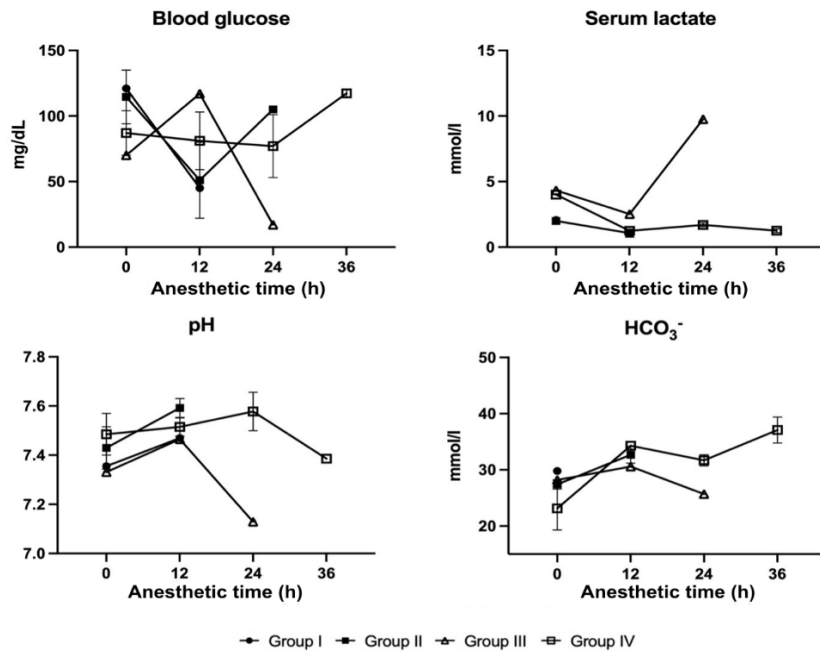 Blood glucose
150
100
50
0
mg/dL
0 12 24 36
Anesthetic time (h)
Serum lactate
15
10
5
0
mmol/l
0 12 24 36
Anesthetic time (h)
pH
7.8
7.6
7.4
7.2
7.0
0 12 24 36
Anesthetic time (h)
HCO₃⁻
50
40
30
20
mmol/l
0 12 24 36
Anesthetic time (h)
Group I Group II Group III Group IV